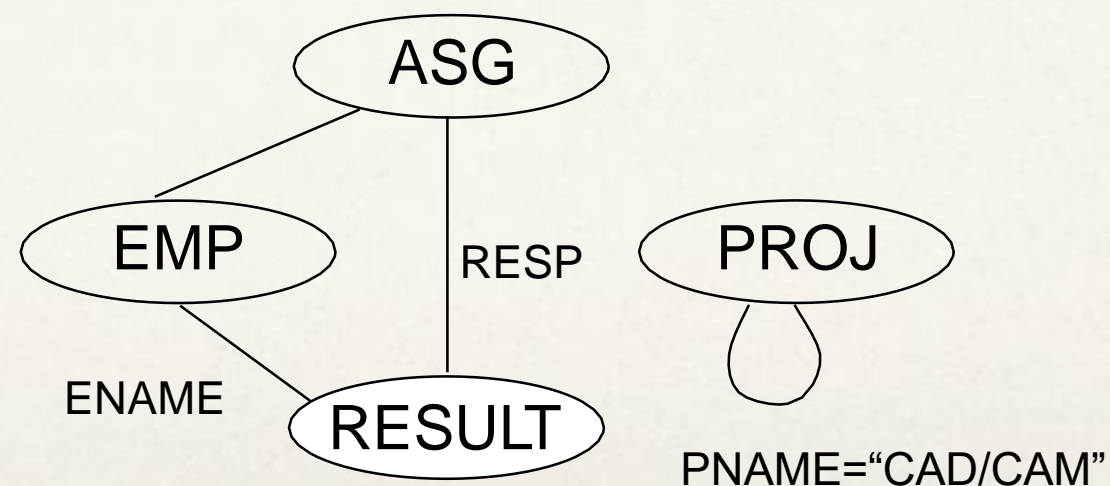 ASG
EMP
RESP
PROJ
ENAME
RESULT
PNAME=“CAD/CAM”